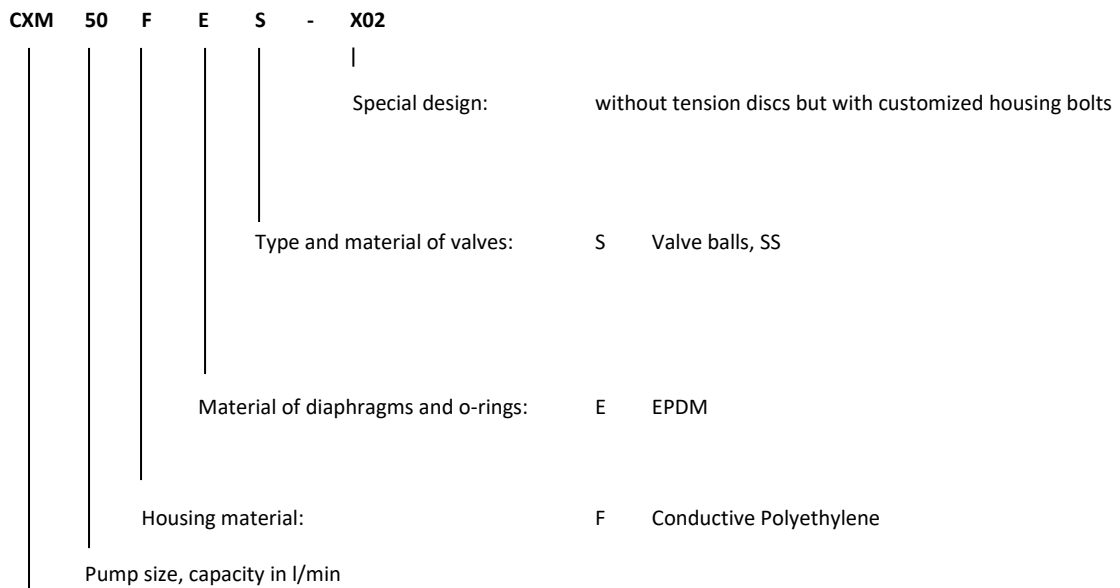 CXM 50 F E S - X02
Special design: without tension discs but with customized housing bolts
Type and material of valves: S Valve balls, SS
Material of diaphragms and o-rings: E EPDM
Housing material: F Conductive Polyethylene
Pump size, capacity in l/min